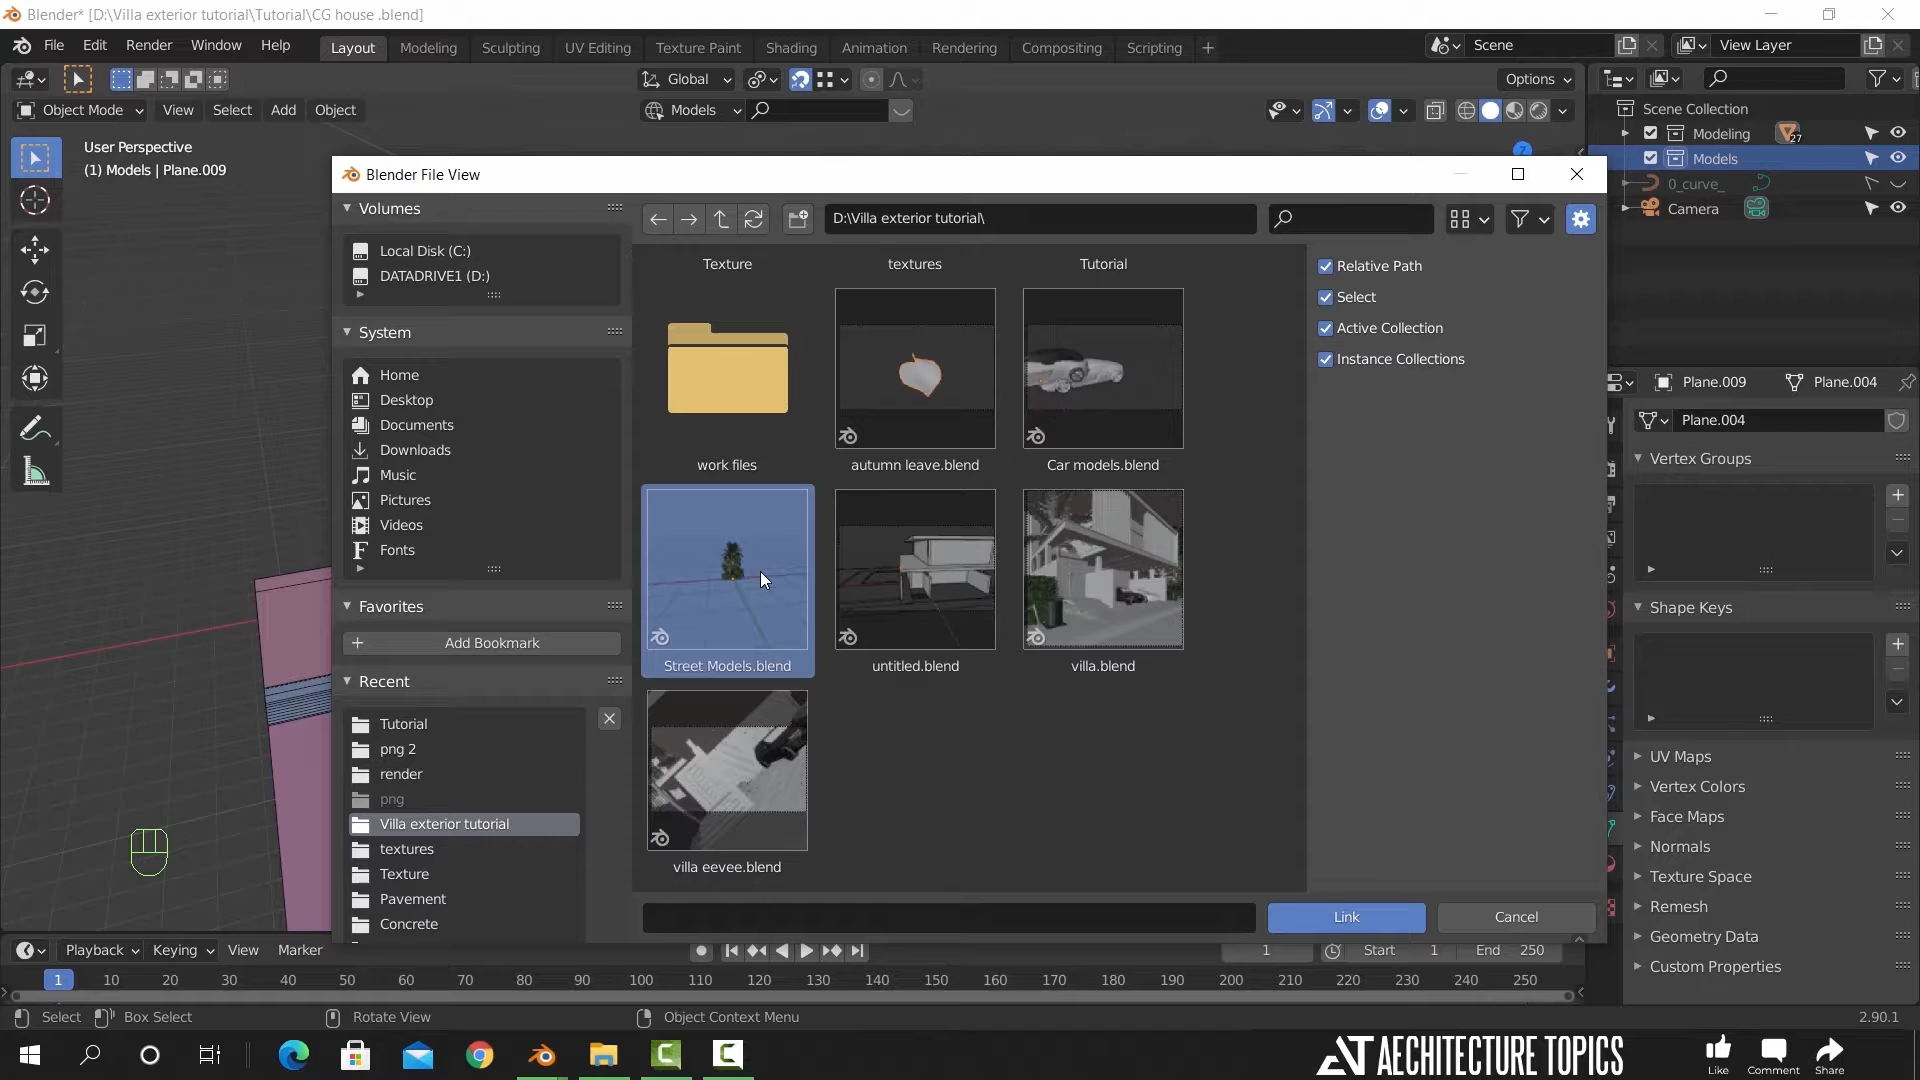 Blender* [D:\Villa exterior tutorial\Tutorial\CG house .blend]
File Edit Render Window Help
Layout Modeling Sculpting UV Editing Texture Paint Shading Animation Rendering Compositing Scripting +
Scene
View Layer
Global
Options
Object Mode View Select Add Object
Models
Scene Collection
Modeling 27
Models
0_curve_
Camera
User Perspective
(1) Models | Plane.009
Z
Blender File View
Volumes
Local Disk (C:)
DATADRIVE1 (D:)
System
Home
Desktop
Documents
Downloads
Music
Pictures
Videos
Fonts
Favorites
Add Bookmark
Recent
Tutorial
png 2
render
png
Villa exterior tutorial
textures
Texture
Pavement
Concrete
D:\Villa exterior tutorial\
Texture textures Tutorial
work files autumn leave.blend Car models.blend
Street Models.blend untitled.blend villa.blend
villa eevee.blend
Relative Path
Select
Active Collection
Instance Collections
Link Cancel
Plane.009 Plane.004
Plane.004
Vertex Groups
Shape Keys
UV Maps
Vertex Colors
Face Maps
Normals
Texture Space
Remesh
Geometry Data
Custom Properties
Playback Keying View Marker
1 Start 1 End 250
1 10 20 30 40 50 60 70 80 90 100 110 120 130 140 150 160 170 180 190 200 210 220 230 240 250
Select Box Select Rotate View Object Context Menu 2.90.1
AT AECHITECTURE TOPICS
Like Comment Share